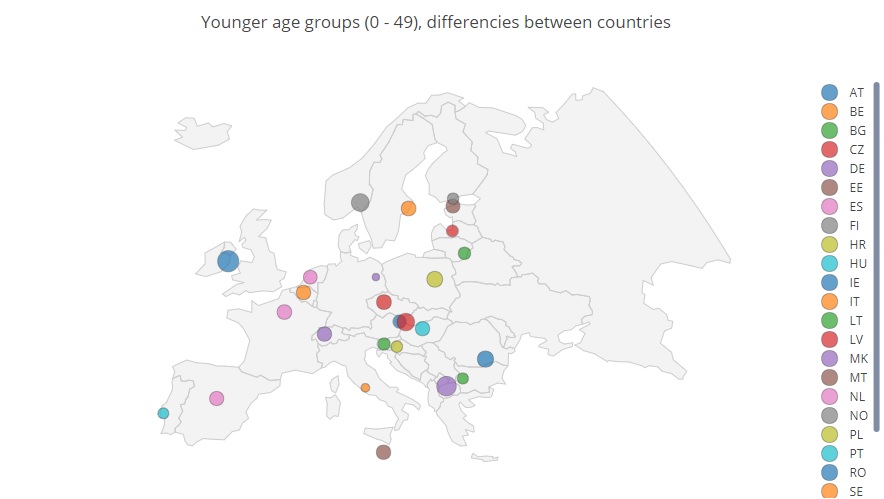 Younger age groups (0 - 49), differencies between countries
AT
BE
BG
CZ
DE
EE
ES
FI
HR
HU
IE
IT
LT
LV
MK
MT
NL
NO
PL
PT
RO
SE